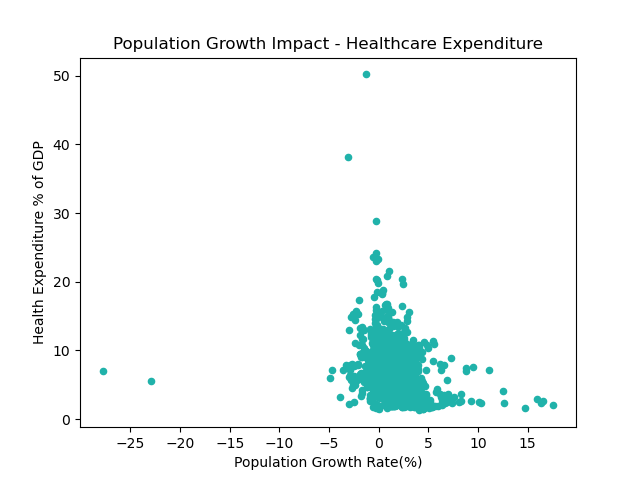 Population Growth Impact - Healthcare Expenditure
50
40
30
20
10
0
Health Expenditure % of GDP
−25 −20 −15 −10 −5 0 5 10 15
Population Growth Rate(%)